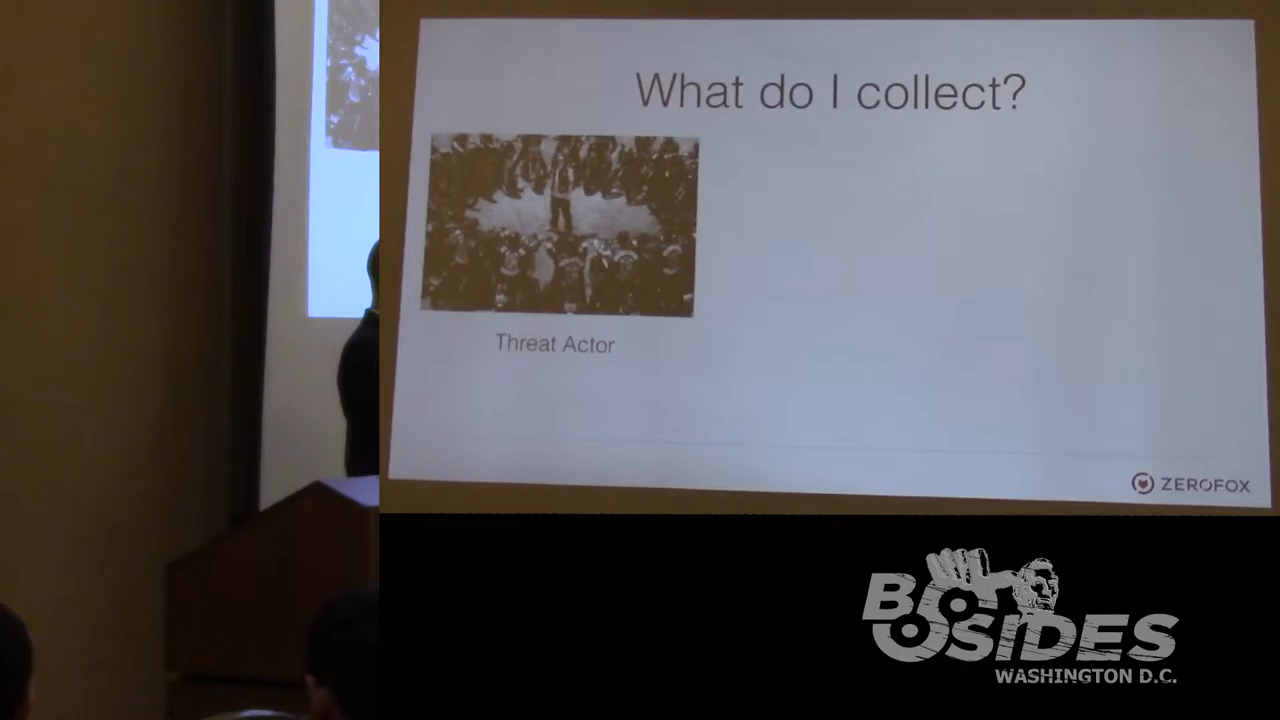 What do I collect?
Threat Actor
ZEROFOX
BSIDES
WASHINGTON D.C.